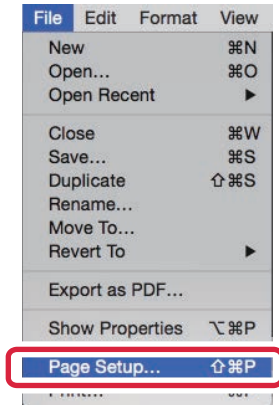 File Edit Format View
New ⌘N
Open... ⌘O
Open Recent ▶
Close ⌘W
Save... ⌘S
Duplicate ⇧⌘S
Rename...
Move To...
Revert To ▶
Export as PDF...
Show Properties ⌥⌘P
Page Setup... ⇧⌘P